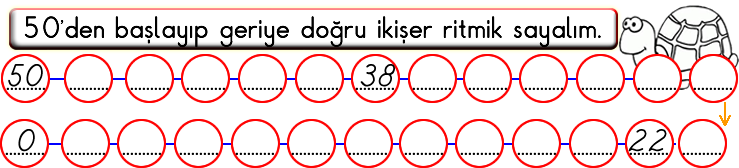 50'den başlayıp geriye doğru ikişer ritmik sayalım.
50 38
0 22